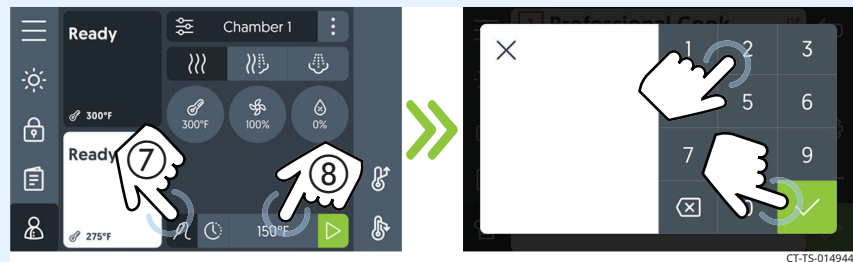 Ready
Chamber 1
300°F
300°F
100%
0%
Ready
7
8
275°F
150°F
Professional Cook
1
2
3
5
6
7
9
CT-TS-014944